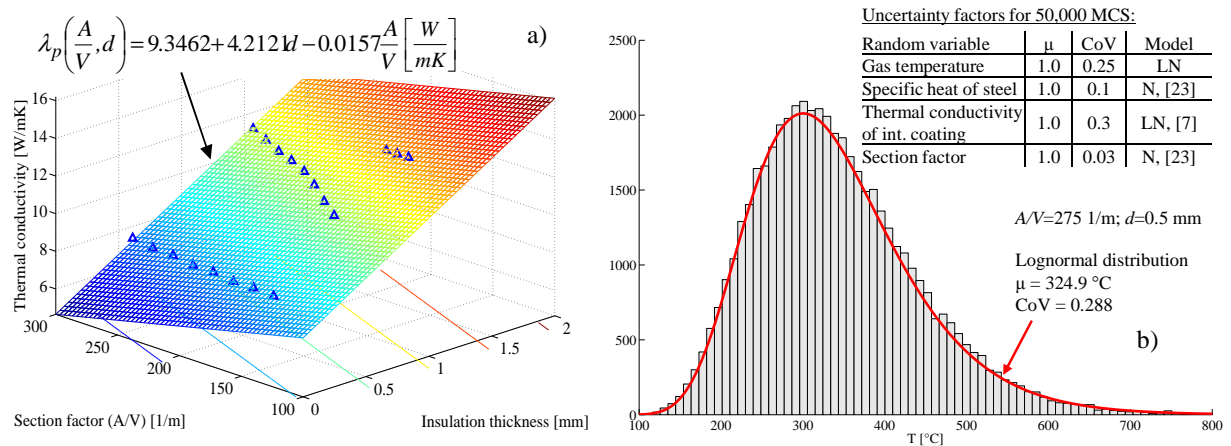 λp(A/V, d) = 9.3462+4.2121d−0.0157 A/V [W/mK]
a)
Thermal conductivity [W/mK]
16
14
12
10
8
6
300
250
200
150
100
0
0.5
1
1.5
2
Section factor (A/V) [1/m]
Insulation thickness [mm]
Uncertainty factors for 50,000 MCS:
Random variable μ CoV Model
Gas temperature 1.0 0.25 LN
Specific heat of steel 1.0 0.1 N, [23]
Thermal conductivity
of int. coating 1.0 0.3 LN, [7]
Section factor 1.0 0.03 N, [23]
A/V=275 1/m; d=0.5 mm
Lognormal distribution
μ = 324.9 °C
CoV = 0.288
b)
2500
2000
1500
1000
500
0
100 200 300 400 500 600 700 800
T [°C]